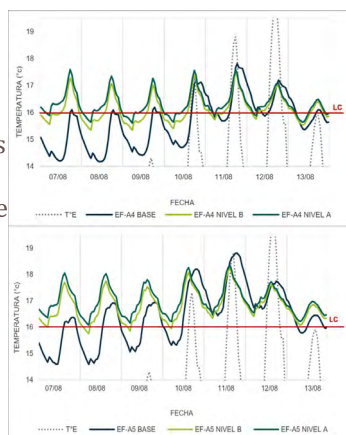 19
18
17
16
15
14
TEMPERATURA (°c)
LC
07/08 08/08 09/08 10/08 11/08 12/08 13/08
FECHA
T°E EF-A4 BASE EF-A4 NIVEL B EF-A4 NIVEL A
s
e
19
18
17
16
15
14
TEMPERATURA (°c)
LC
07/08 08/08 09/08 10/08 11/08 12/08 13/08
FECHA
T°E EF-A5 BASE EF-A5 NIVEL B EF-A5 NIVEL A